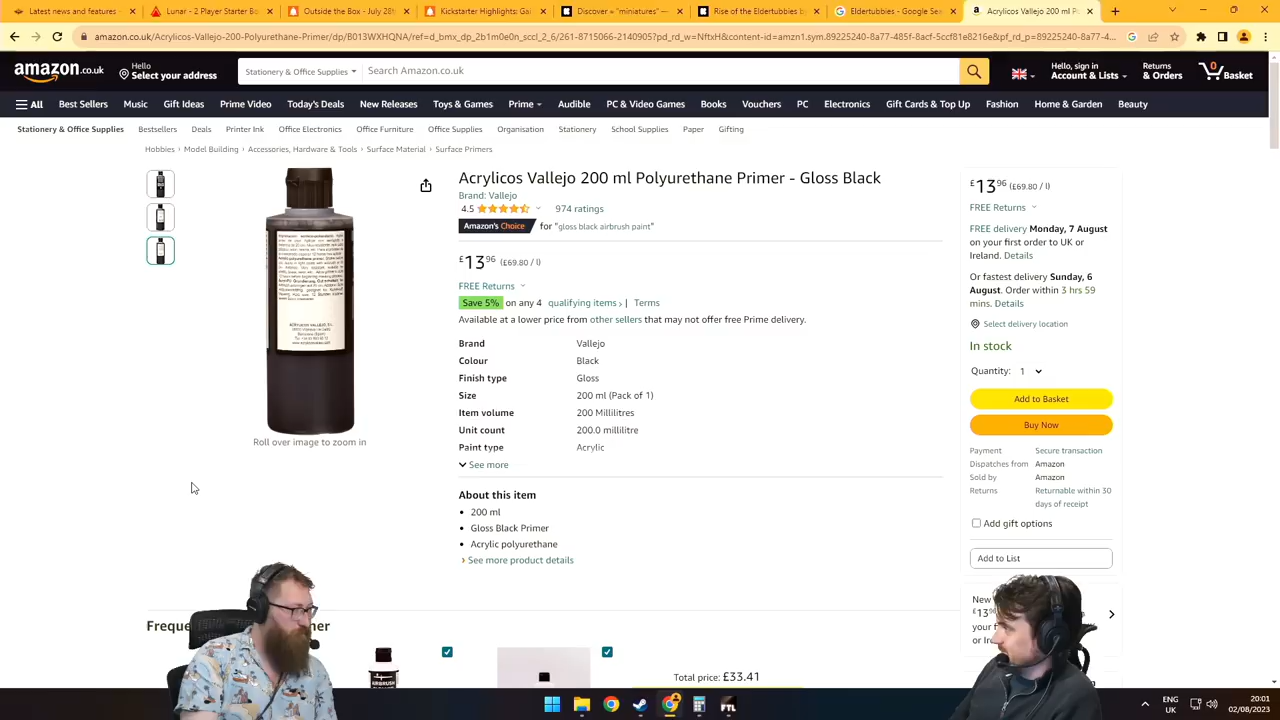 Lunar - 2 Pl
Outside Box - July 28t
Kickstarter Highlights
Discover » "miniatures" —
Rise of the Eldertitans by
Eldertitans - Google Sea
Acrylicos Vallejo 200 ml P
amazon.co.uk/Acrylicos-Vallejo-200-Polyurethane-Primer/dp/B013WXHQNA/ref=d_bmx_dp_2b1m0e0n_sccl_2_6/261-8715066-2140905?pd_rd_w=NftxH&content-id=amzn1.sym.89225240-8a77-485f-8acf-5ccf81e8216e&pf_rd_p=89225240-8a77-4...
amazon.co.uk
Hello
Select your address
Stationery & Office Supplies
Search Amazon.co.uk
Hello, sign in
Account & Lists
Returns
& Orders
0
Basket
All
Best Sellers
Music
Gift Ideas
Prime Video
Today's Deals
New Releases
Toys & Games
Prime
Audible
PC & Video Games
Books
Vouchers
PC
Electronics
Gift Cards & Top Up
Fashion
Home & Garden
Beauty
Stationery & Office Supplies
Bestsellers
Deals
Printer Ink
Office Electronics
Office Furniture
Office Supplies
Organisation
Stationery
School Supplies
Paper
Gifting
Hobbies › Model Building › Accessories, Hardware & Tools › Surface Material › Surface Primers
Roll over image to zoom in
Acrylicos Vallejo 200 ml Polyurethane Primer - Gloss Black
Brand: Vallejo
4.5 974 ratings
Amazon's Choice for "gloss black airbrush paint"
£13.96 (£69.80 / l)
FREE Returns
Save 5% on any 4 qualifying items › | Terms
Available at a lower price from other sellers that may not offer free Prime delivery.
Brand Vallejo
Colour Black
Finish type Gloss
Size 200 ml (Pack of 1)
Item volume 200 Millilitres
Unit count 200.0 millilitre
Paint type Acrylic
See more
About this item
• 200 ml
• Gloss Black Primer
• Acrylic polyurethane
› See more product details
£13.96 (£69.80 / l)
FREE Returns
FREE delivery Monday, 7 August
on your first order to UK or
Ireland. Details
Or fastest delivery Sunday, 6
August. Order within 3 hrs 59
mins. Details
Select delivery location
In stock
Quantity: 1
Add to Basket
Buy Now
Payment Secure transaction
Dispatches from Amazon
Sold by Amazon
Returns Returnable within 30
days of receipt
Add gift options
Add to List
New
your f
or Ir
Freque
ner
Total price: £33.41
ENG
UK
20:01
02/08/2023